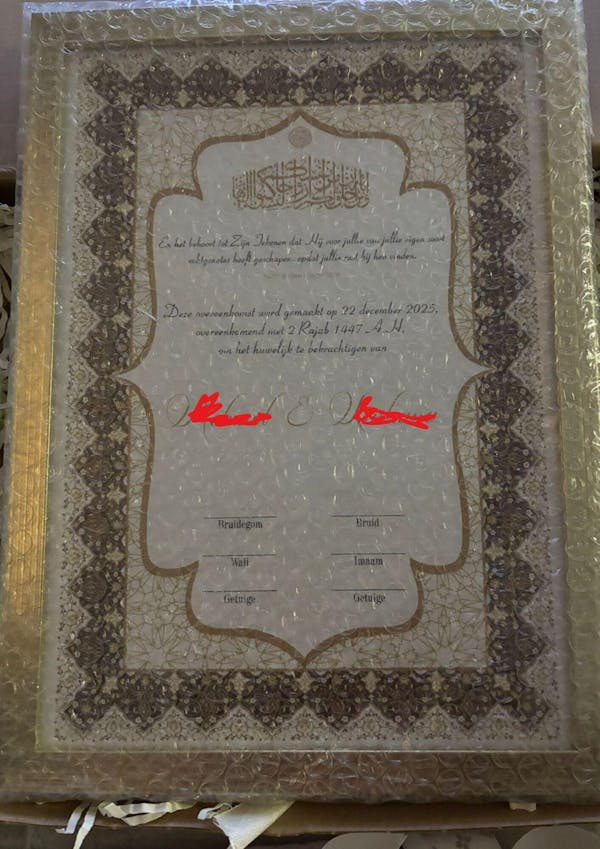 En het behoort tot Zijn Tekenen dat Hij voor jullie van jullie eigen soort
echtgenotes heeft geschapen, opdat jullie rust bij hen vinden.
Deze overeenkomst werd gemaakt op 22 december 2025,
overeenkomend met 2 Rajab 1447 A.H,
om het huwelijk te bekrachtigen van
&
Bruidegom Bruid
Wali Imaam
Getuige Getuige